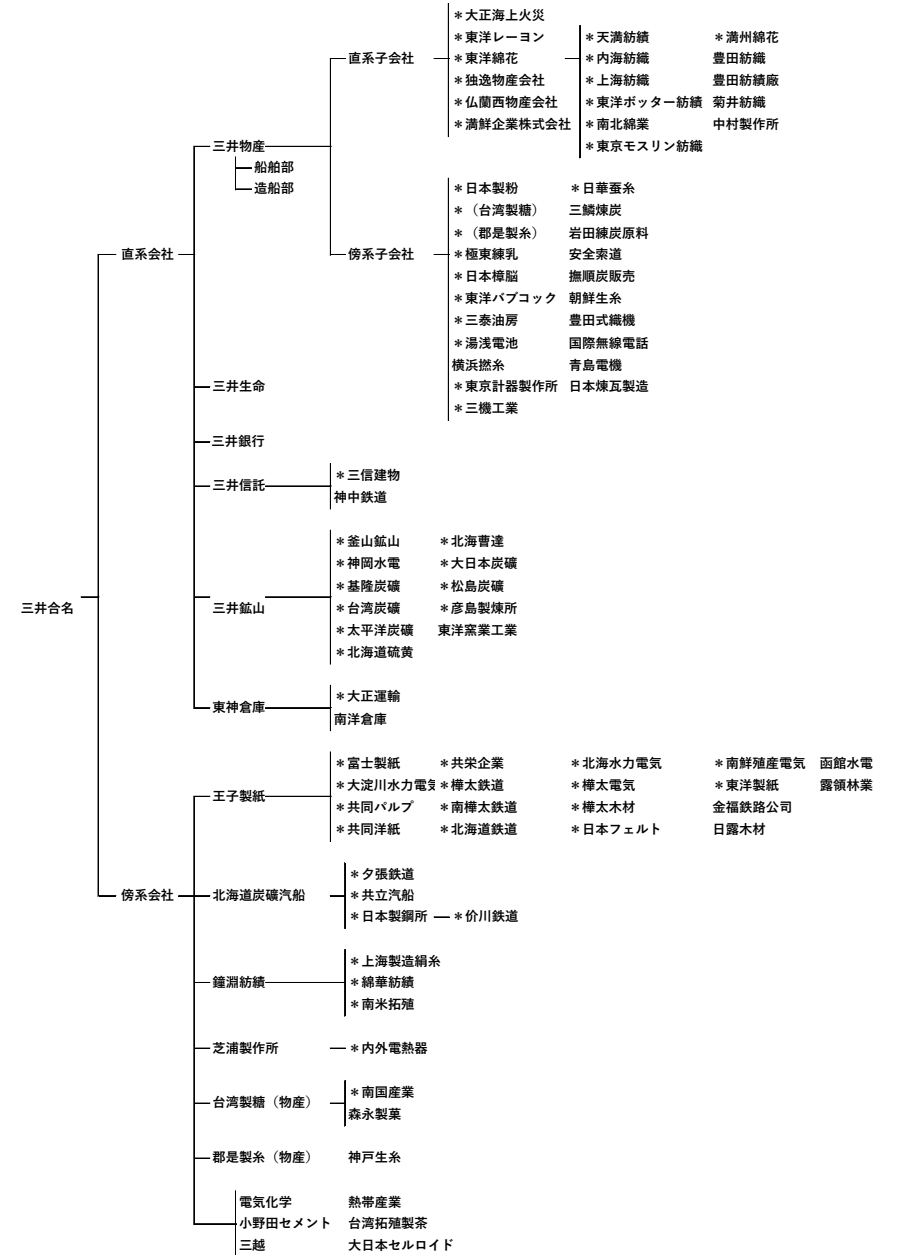 ＊大正海上火災
＊東洋レーヨン ＊天満紡績 ＊満州綿花
直系子会社 ＊東洋綿花 ＊内海紡織 豊田紡織
＊独逸物産会社 ＊上海紡織 豊田紡績廠
＊仏蘭西物産会社 ＊東洋ポッター紡績 菊井紡織
＊満鮮企業株式会社 ＊南北綿業 中村製作所
三井物産 ＊東京モスリン紡織
船舶部
造船部
＊日本製粉 ＊日華蚕糸
＊（台湾製糖） 三鱗煉炭
＊（郡是製糸） 岩田練炭原料
直系会社 傍系子会社 ＊極東練乳 安全索道
＊日本樟脳 撫順炭販売
＊東洋バブコック 朝鮮生糸
＊三泰油房 豊田式織機
＊湯浅電池 国際無線電話
横浜撚糸 青島電機
三井生命 ＊東京計器製作所 日本煉瓦製造
＊三機工業
三井銀行
三井信託 ＊三信建物
神中鉄道
＊釜山鉱山 ＊北海曹達
＊神岡水電 ＊大日本炭礦
＊基隆炭礦 ＊松島炭礦
三井合名 三井鉱山 ＊台湾炭礦 ＊彦島製煉所
＊太平洋炭礦 東洋窯業工業
＊北海道硫黄
＊大正運輸
東神倉庫
南洋倉庫
＊富士製紙 ＊共栄企業 ＊北海水力電気 ＊南鮮殖産電気 函館水電
＊大淀川水力電気 ＊樺太鉄道 ＊樺太電気 ＊東洋製紙 露領林業
王子製紙 ＊共同パルプ ＊南樺太鉄道 ＊樺太木材 金福鉄路公司
＊共同洋紙 ＊北海道鉄道 ＊日本フェルト 日露木材
＊夕張鉄道
傍系会社 北海道炭礦汽船 ＊共立汽船
＊日本製鋼所 ＊价川鉄道
＊上海製造絹糸
鐘淵紡績 ＊綿華紡績
＊南米拓殖
芝浦製作所 ＊内外電熱器
台湾製糖（物産） ＊南国産業
森永製菓
郡是製糸（物産） 神戸生糸
電気化学 熱帯産業
小野田セメント 台湾拓殖製茶
三越 大日本セルロイド